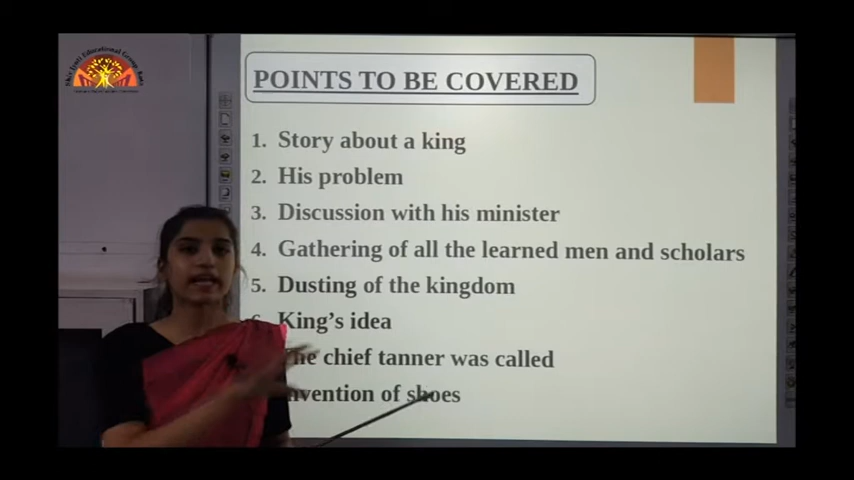 POINTS TO BE COVERED
1. Story about a king
2. His problem
3. Discussion with his minister
4. Gathering of all the learned men and scholars
5. Dusting of the kingdom
King's idea
chief tanner was called
of shoes